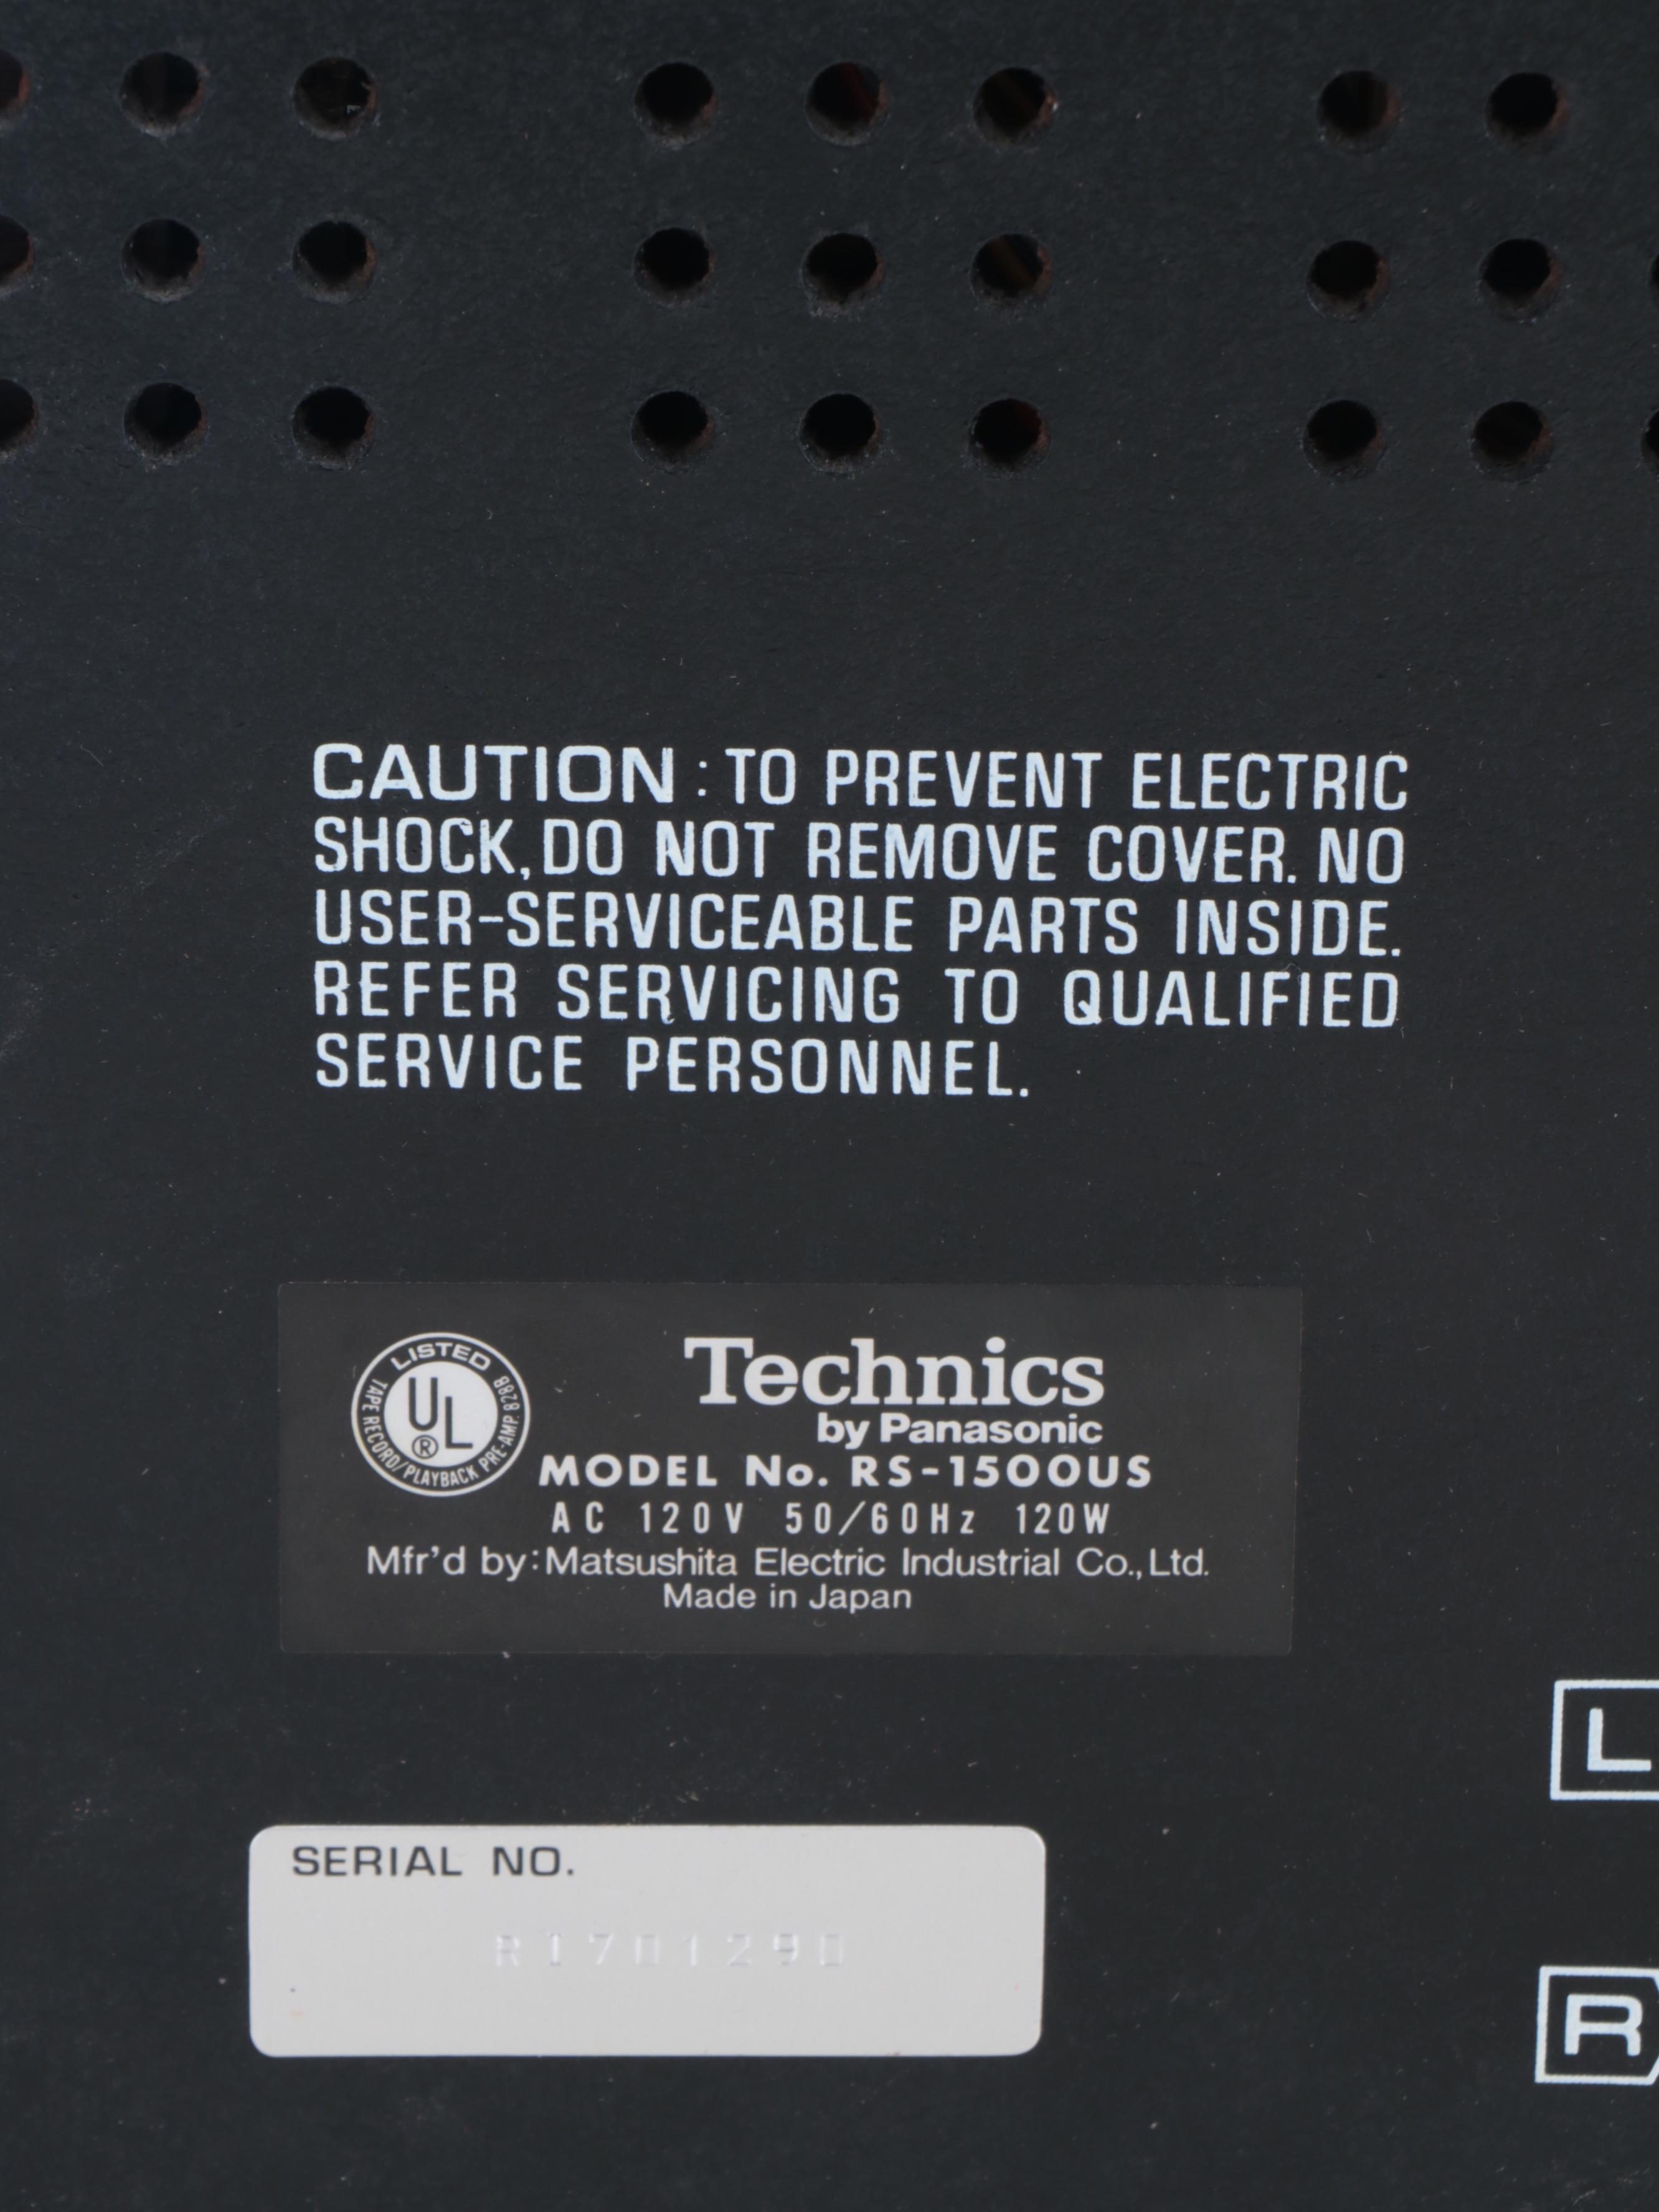 CAUTION : TO PREVENT ELECTRIC
SHOCK, DO NOT REMOVE COVER. NO
USER-SERVICEABLE PARTS INSIDE.
REFER SERVICING TO QUALIFIED
SERVICE PERSONNEL.
LISTED
UL
®
TAPE RECORD/PLAYBACK PRE-AMP. 828B
Technics
by Panasonic
MODEL No. RS-1500US
AC 120V 50/60Hz 120W
Mfr'd by: Matsushita Electric Industrial Co., Ltd.
Made in Japan
L
SERIAL NO.
R1701290
R